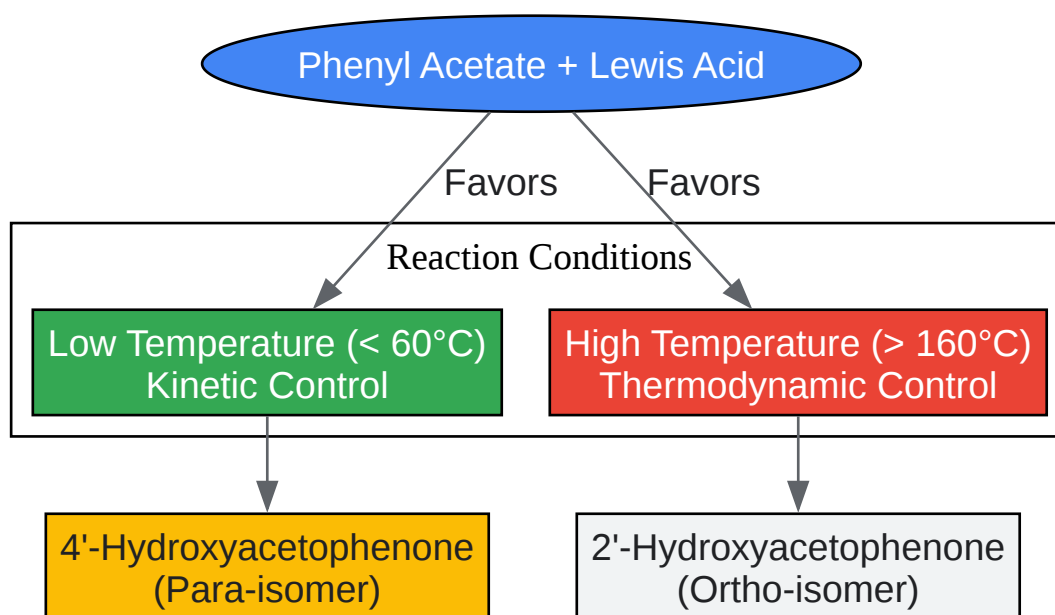 Phenyl Acetate + Lewis Acid
Favors
Favors
Reaction Conditions
Low Temperature (< 60°C)
Kinetic Control
High Temperature (> 160°C)
Thermodynamic Control
4'-Hydroxyacetophenone
(Para-isomer)
2'-Hydroxyacetophenone
(Ortho-isomer)